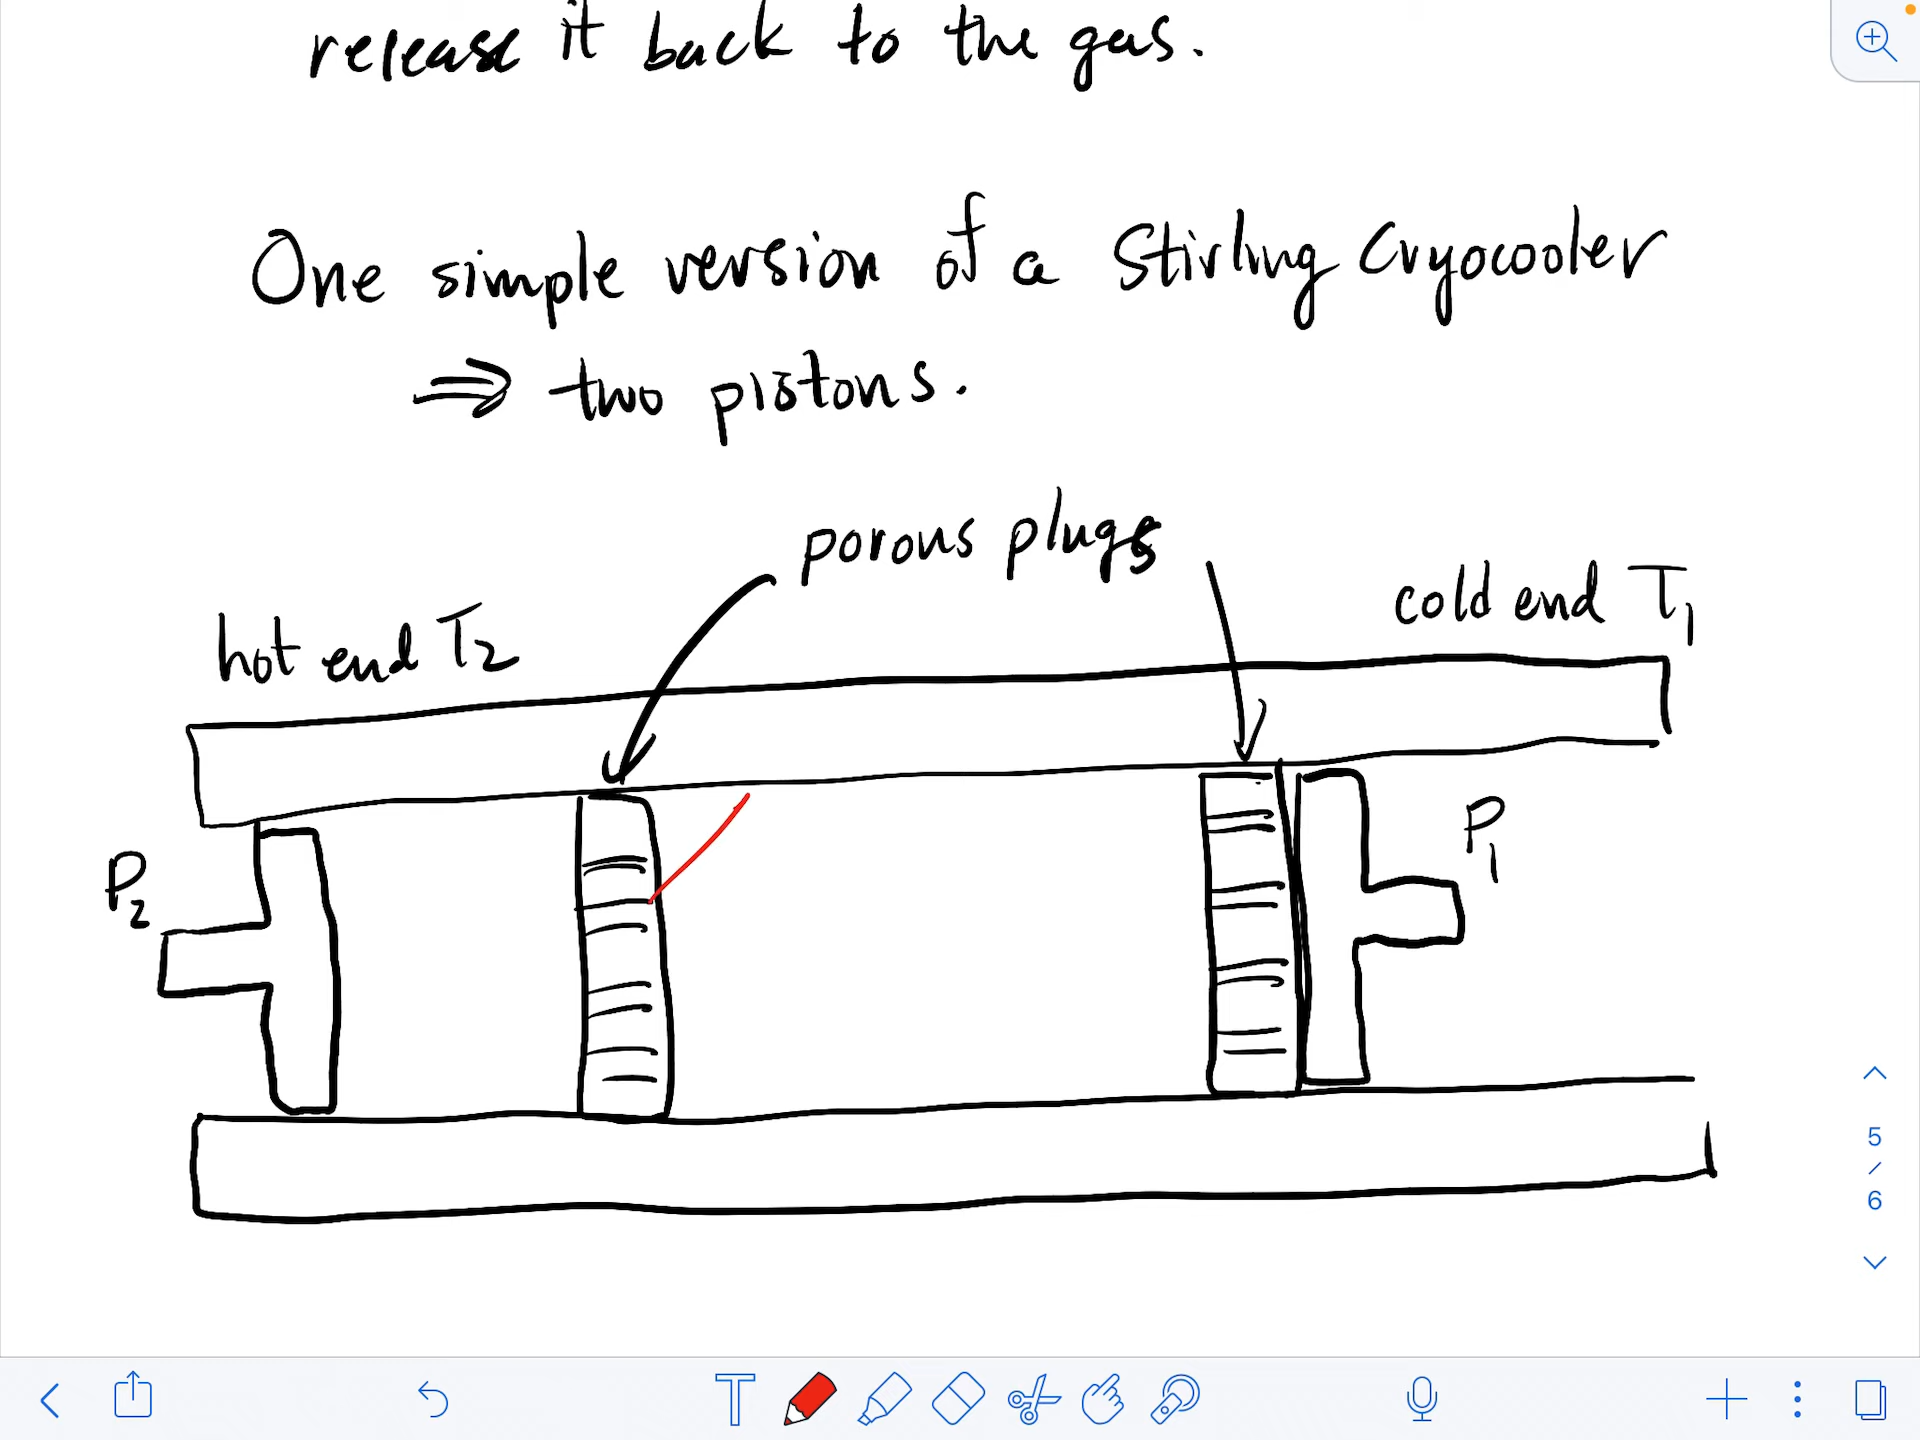 release it back to the gas.
One simple version of a Stirling Cryocooler
⇒ two pistons.
porous plugs
cold end T₁
hot end T₂
P₁
P₂
5
/
6
T